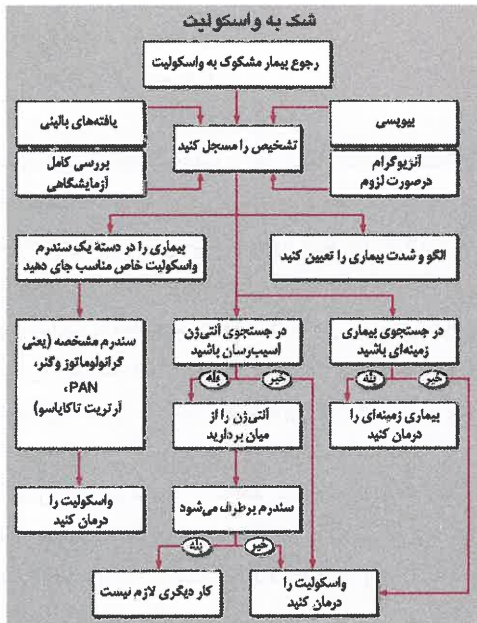 شک به واسکولیت
رجوع بیمار مشکوک به واسکولیت
یافته‌های بالینی
بیوپسی
تشخیص را مسجل کنید
بررسی کامل
آزمایشگاهی
آنژیوگرام
درصورت لزوم
بیماری را در دستهٔ یک سندرم
واسکولیت خاص مناسب جای دهید
الگو و شدت بیماری را تعیین کنید
سندرم مشخصه (یعنی
گرانولوماتوز وگنر،
PAN،
آرتریت تاکایاسو)
در جستجوی آنتی‌ژن
آسیب‌رسان باشید
در جستجوی بیماری
زمینه‌ای باشید
بله
خیر
بله
خیر
آنتی‌ژن را از
میان بردارید
بیماری زمینه‌ای را
درمان کنید
واسکولیت را
درمان کنید
سندرم برطرف می‌شود
بله
خیر
کار دیگری لازم نیست
واسکولیت را
درمان کنید